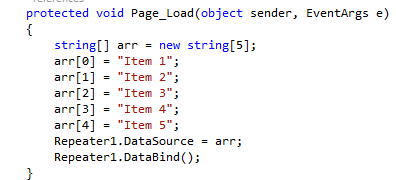 protected void Page_Load(object sender, EventArgs e)
{
string[] arr = new string[5];
arr[0] = "Item 1";
arr[1] = "Item 2";
arr[2] = "Item 3";
arr[3] = "Item 4";
arr[4] = "Item 5";
Repeater1.DataSource = arr;
Repeater1.DataBind();
}